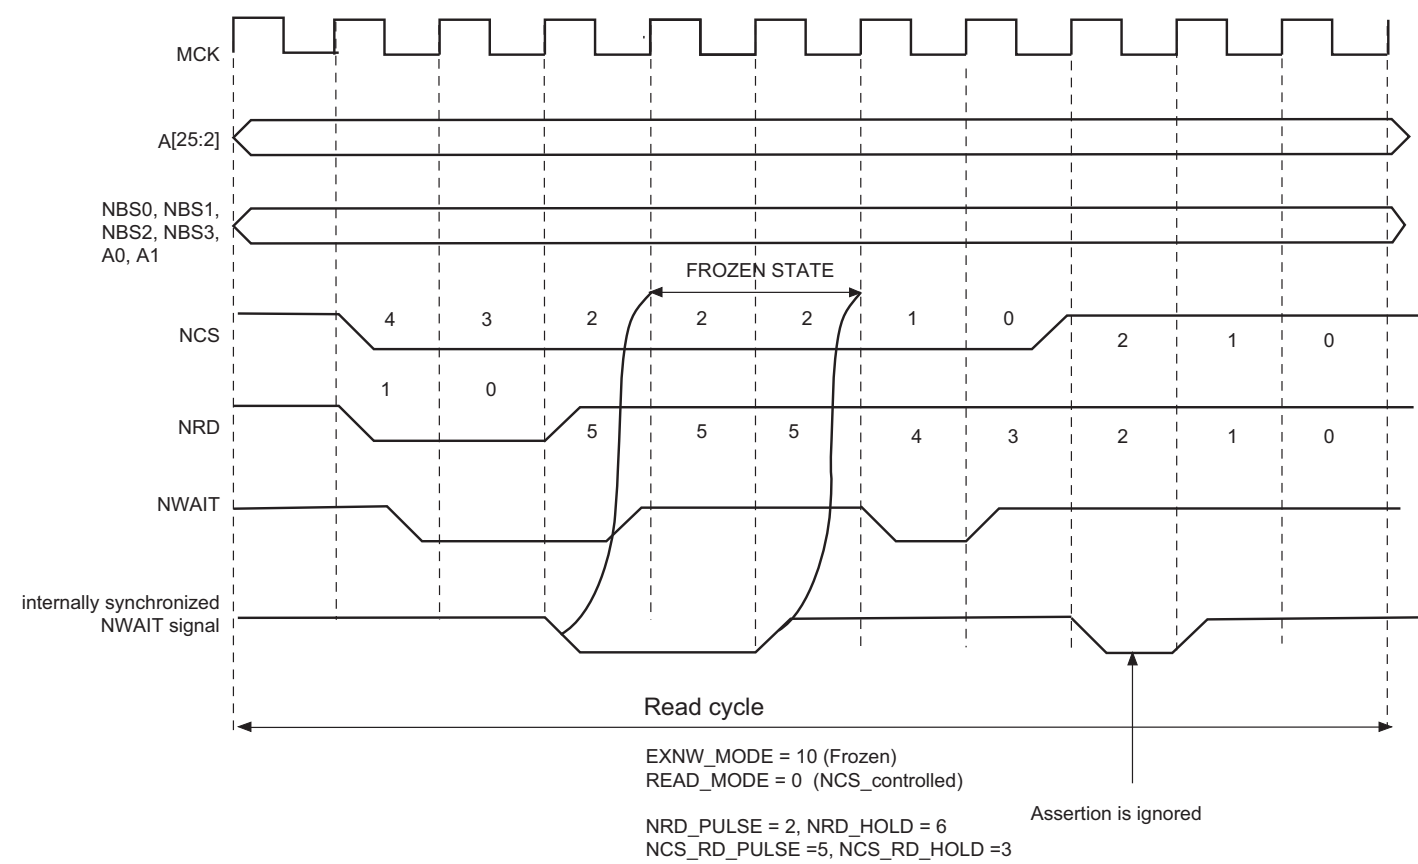 MCK
A[25:2]
NBS0, NBS1,
NBS2, NBS3,
A0, A1
FROZEN STATE
NCS
4 3 2 2 2 1 0
2 1 0
1 0
NRD
5 5 5 4 3 2 1 0
NWAIT
internally synchronized
NWAIT signal
Read cycle
EXNW_MODE = 10 (Frozen)
READ_MODE = 0 (NCS_controlled)
Assertion is ignored
NRD_PULSE = 2, NRD_HOLD = 6
NCS_RD_PULSE =5, NCS_RD_HOLD =3